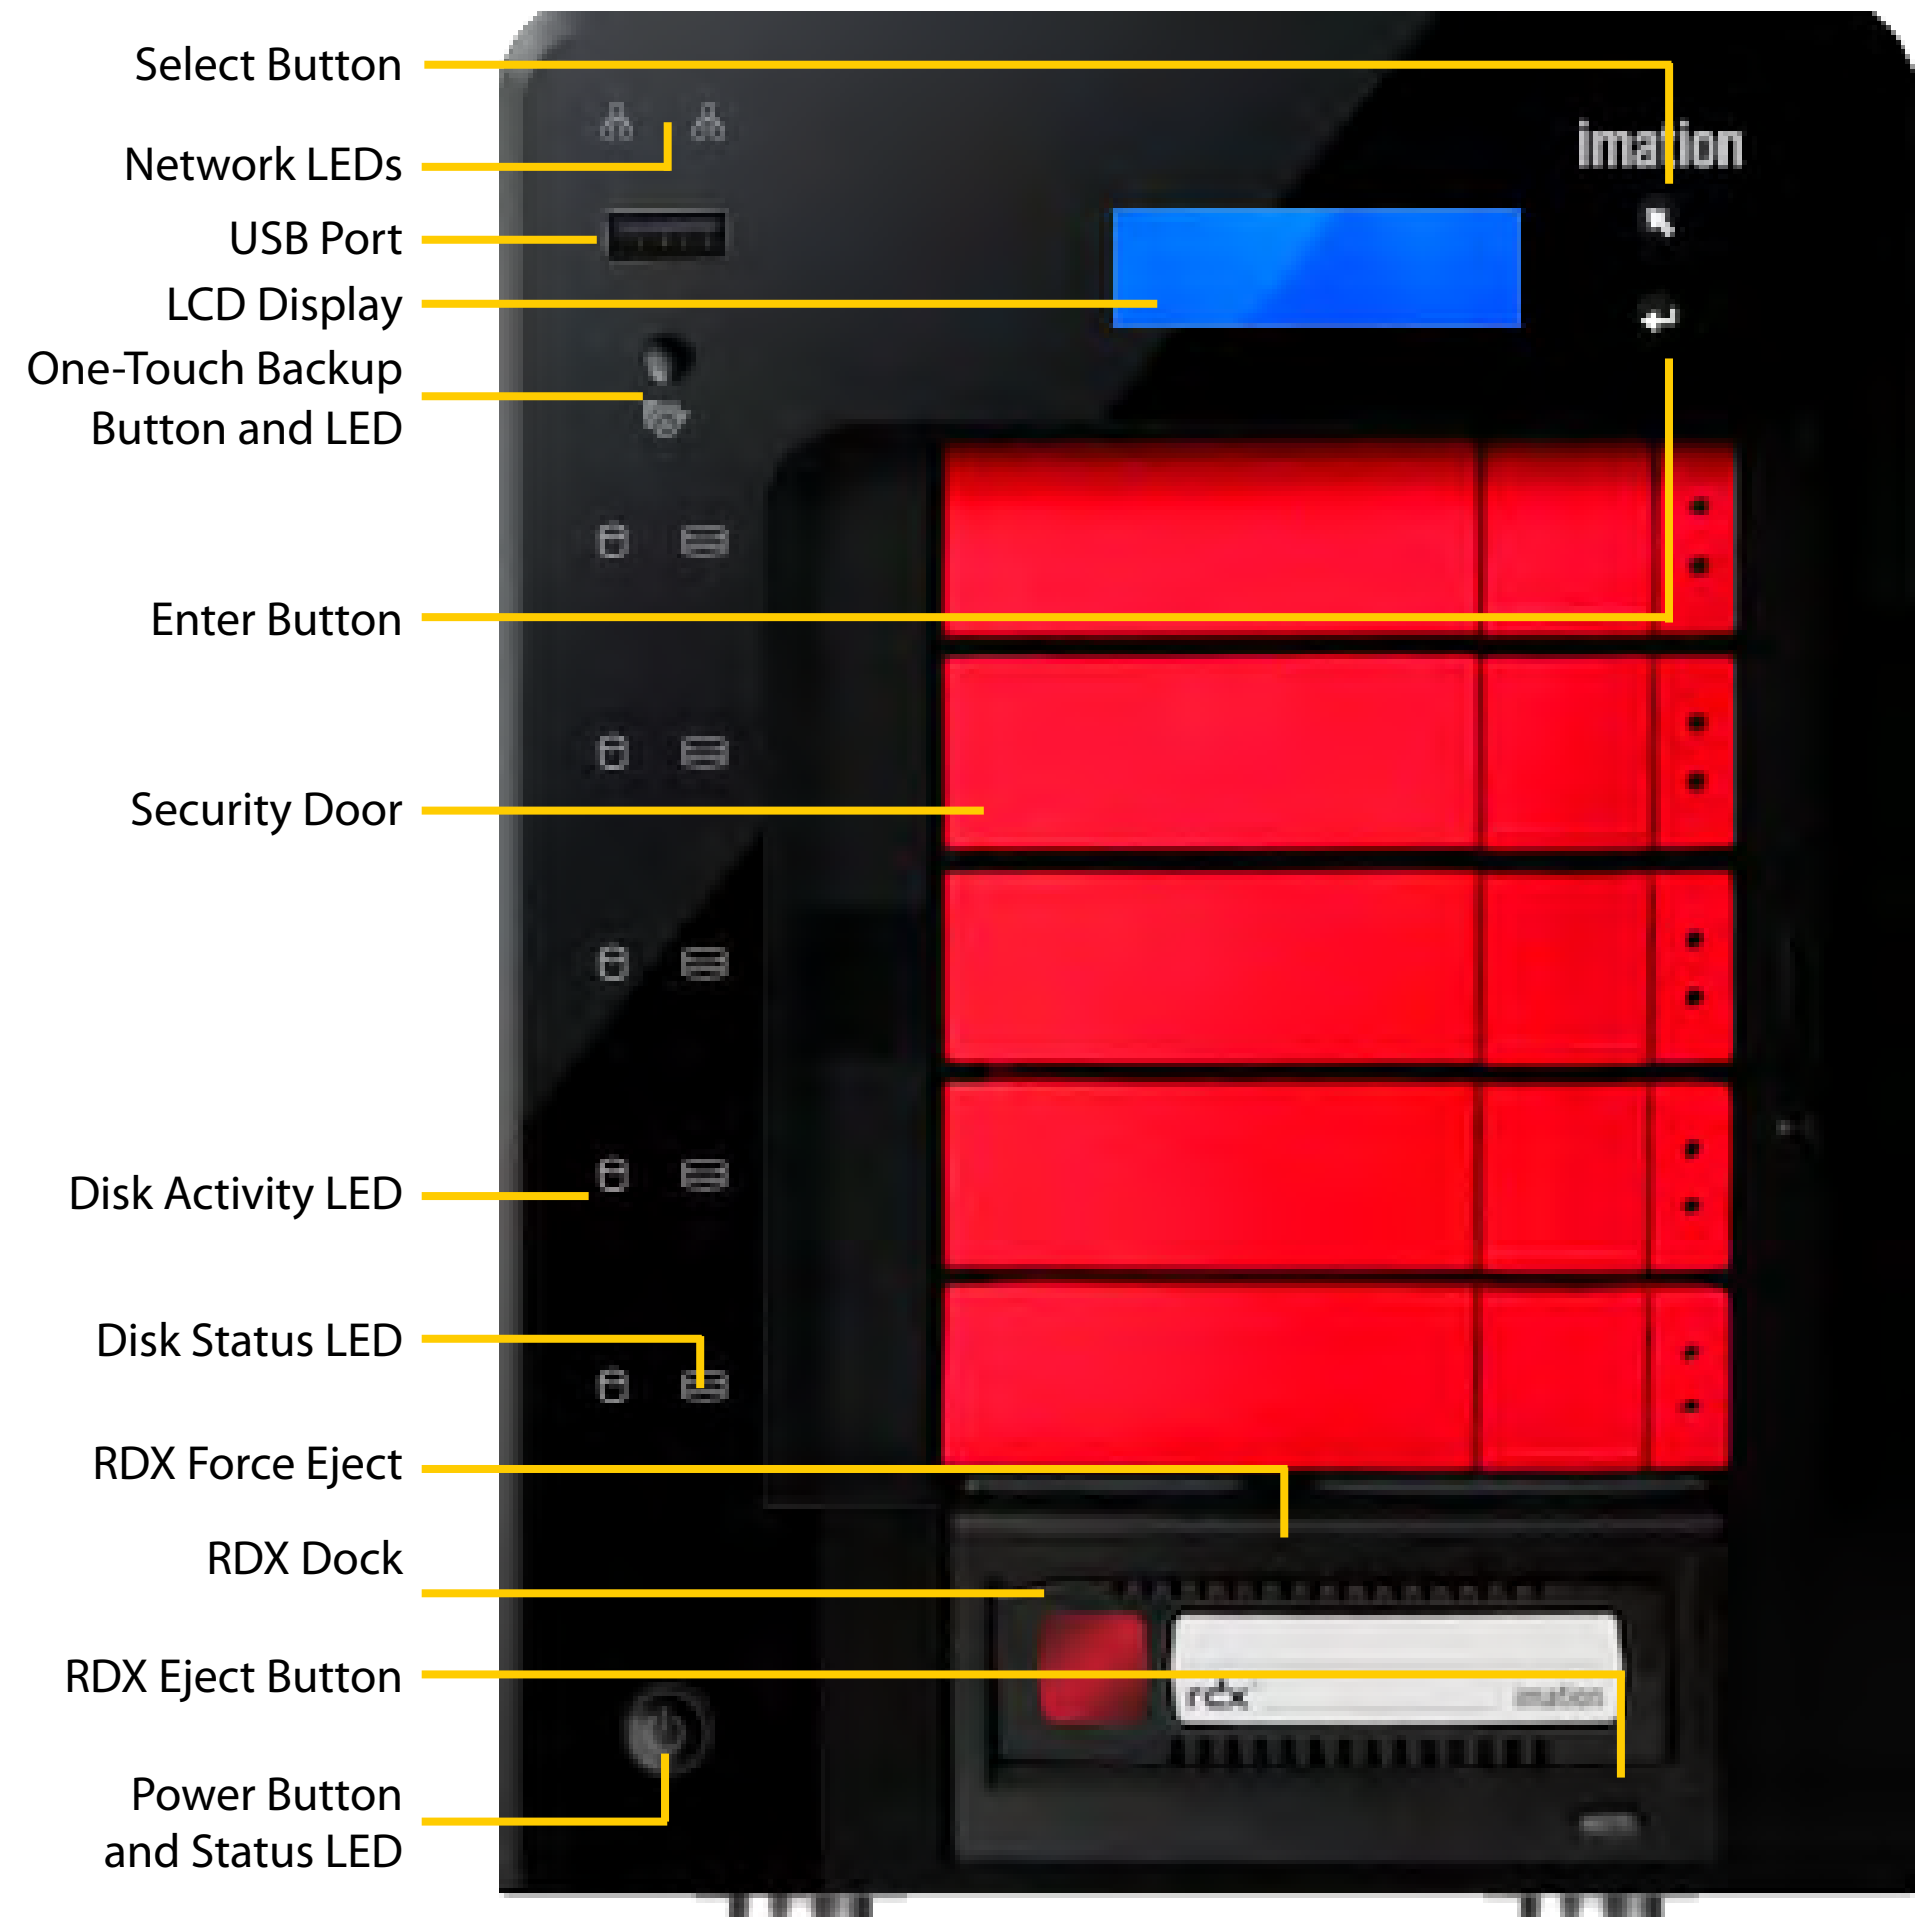 Select Button
Network LEDs
imation
USB Port
LCD Display
One-Touch Backup
Button and LED
Enter Button
Security Door
Disk Activity LED
Disk Status LED
RDX Force Eject
RDX Dock
RDX Eject Button
rdx
imation
Power Button
and Status LED